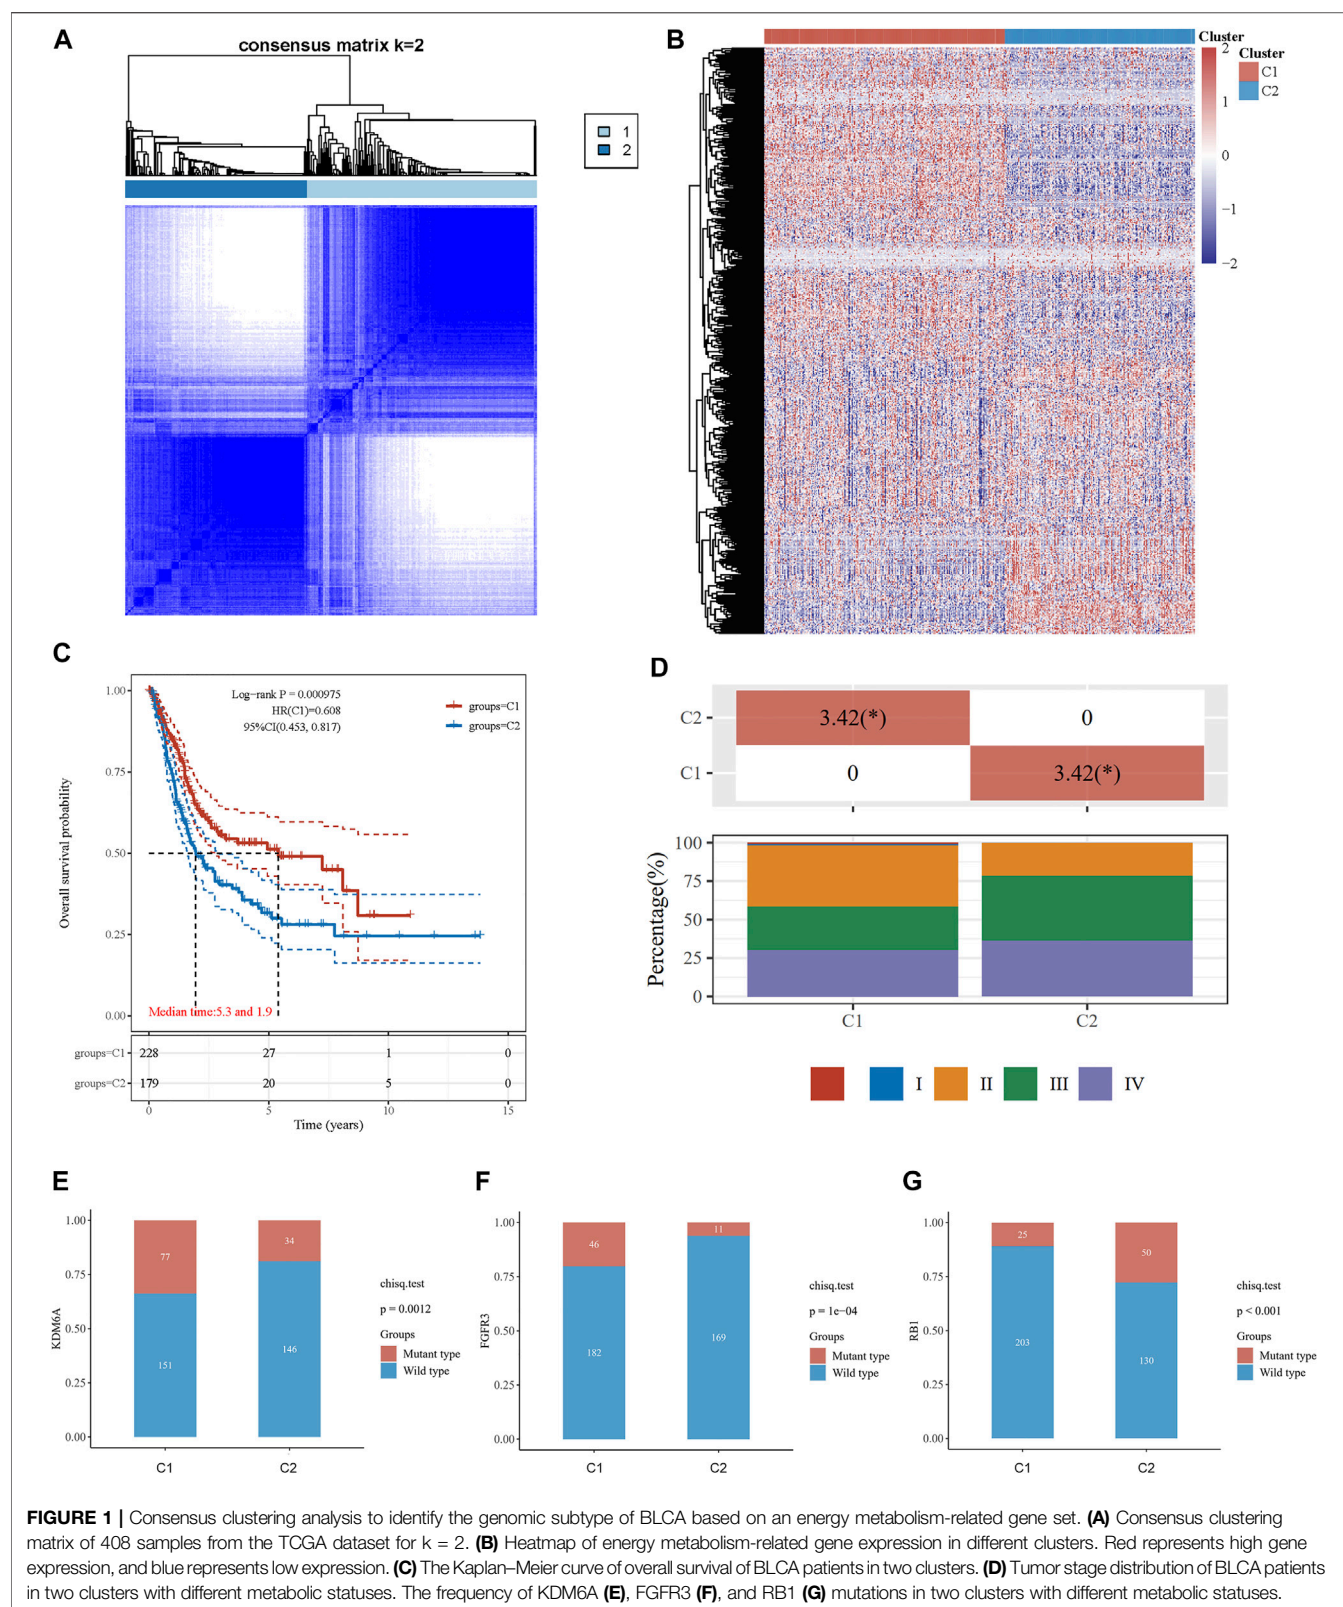 A
consensus matrix k=2
1
2
B
Cluster
2
1
0
−1
−2
Cluster
C1
C2
C
Log−rank P = 0.000975
HR(C1)=0.608
95%CI(0.453, 0.817)
groups=C1
groups=C2
Overall survival probability
1.00
0.75
0.50
0.25
0.00
Median time:5.3 and 1.9
groups=C1
228
27
1
0
groups=C2
179
20
5
0
0
5
10
15
Time (years)
D
C2
3.42(*)
0
C1
0
3.42(*)
Percentage(%)
100
75
50
25
0
C1
C2
I
II
III
IV
E
KDM6A
1.00
0.75
0.50
0.25
0.00
77
34
151
146
C1
C2
chisq.test
p = 0.0012
Groups
Mutant type
Wild type
F
FGFR3
1.00
0.75
0.50
0.25
0.00
46
11
182
169
C1
C2
chisq.test
p = 1e−04
Groups
Mutant type
Wild type
G
RB1
1.00
0.75
0.50
0.25
0.00
25
50
203
130
C1
C2
chisq.test
p < 0.001
Groups
Mutant type
Wild type
FIGURE 1 | Consensus clustering analysis to identify the genomic subtype of BLCA based on an energy metabolism-related gene set. (A) Consensus clustering
matrix of 408 samples from the TCGA dataset for k = 2. (B) Heatmap of energy metabolism-related gene expression in different clusters. Red represents high gene
expression, and blue represents low expression. (C) The Kaplan–Meier curve of overall survival of BLCA patients in two clusters. (D) Tumor stage distribution of BLCA patients
in two clusters with different metabolic statuses. The frequency of KDM6A (E), FGFR3 (F), and RB1 (G) mutations in two clusters with different metabolic statuses.